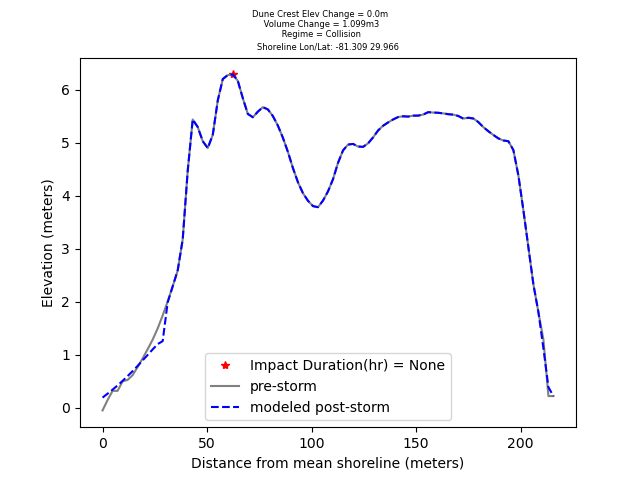 Dune Crest Elev Change = 0.0m
Volume Change = 1.099m3
Regime = Collision
Shoreline Lon/Lat: -81.309 29.966
6
5
4
3
2
1
0
Elevation (meters)
Impact Duration(hr) = None
pre-storm
modeled post-storm
0 50 100 150 200
Distance from mean shoreline (meters)